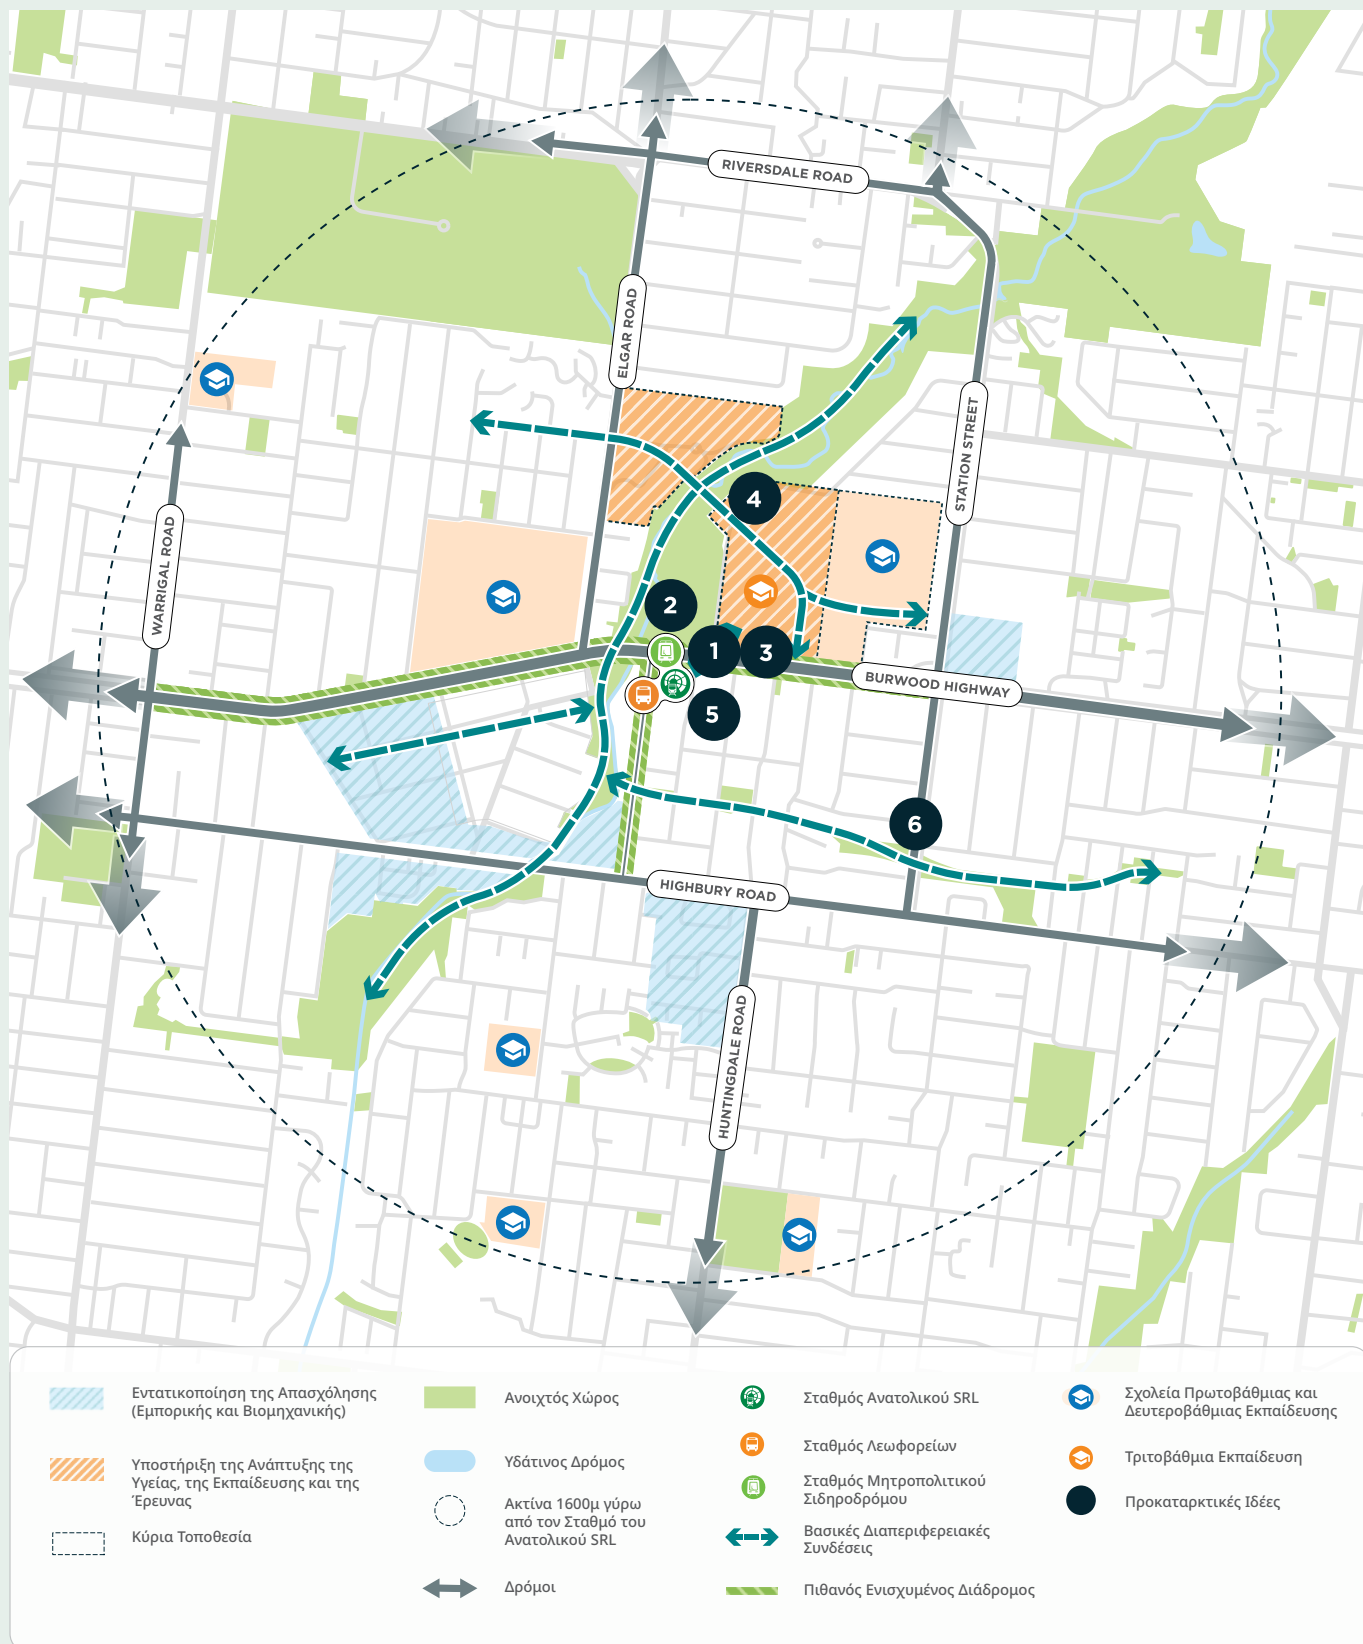 RIVERSDALE ROAD
ELGAR ROAD
STATION STREET
WARRIGAL ROAD
4
2
1
3
5
BURWOOD HIGHWAY
6
HIGHBURY ROAD
HUNTINGDALE ROAD
Εντατικοποίηση της Απασχόλησης
(Εμπορικής και Βιομηχανικής)
Υποστήριξη της Ανάπτυξης της
Υγείας, της Εκπαίδευσης και της
Έρευνας
Κύρια Τοποθεσία
Ανοιχτός Χώρος
Υδάτινος Δρόμος
Ακτίνα 1600μ γύρω
από τον Σταθμό του
Ανατολικού SRL
Δρόμοι
Σταθμός Ανατολικού SRL
Σταθμός Λεωφορείων
Σταθμός Μητροπολιτικού
Σιδηροδρόμου
Βασικές Διαπεριφερειακές
Συνδέσεις
Πιθανός Ενισχυμένος Διάδρομος
Σχολεία Πρωτοβάθμιας και
Δευτεροβάθμιας Εκπαίδευσης
Τριτοβάθμια Εκπαίδευση
Προκαταρκτικές Ιδέες